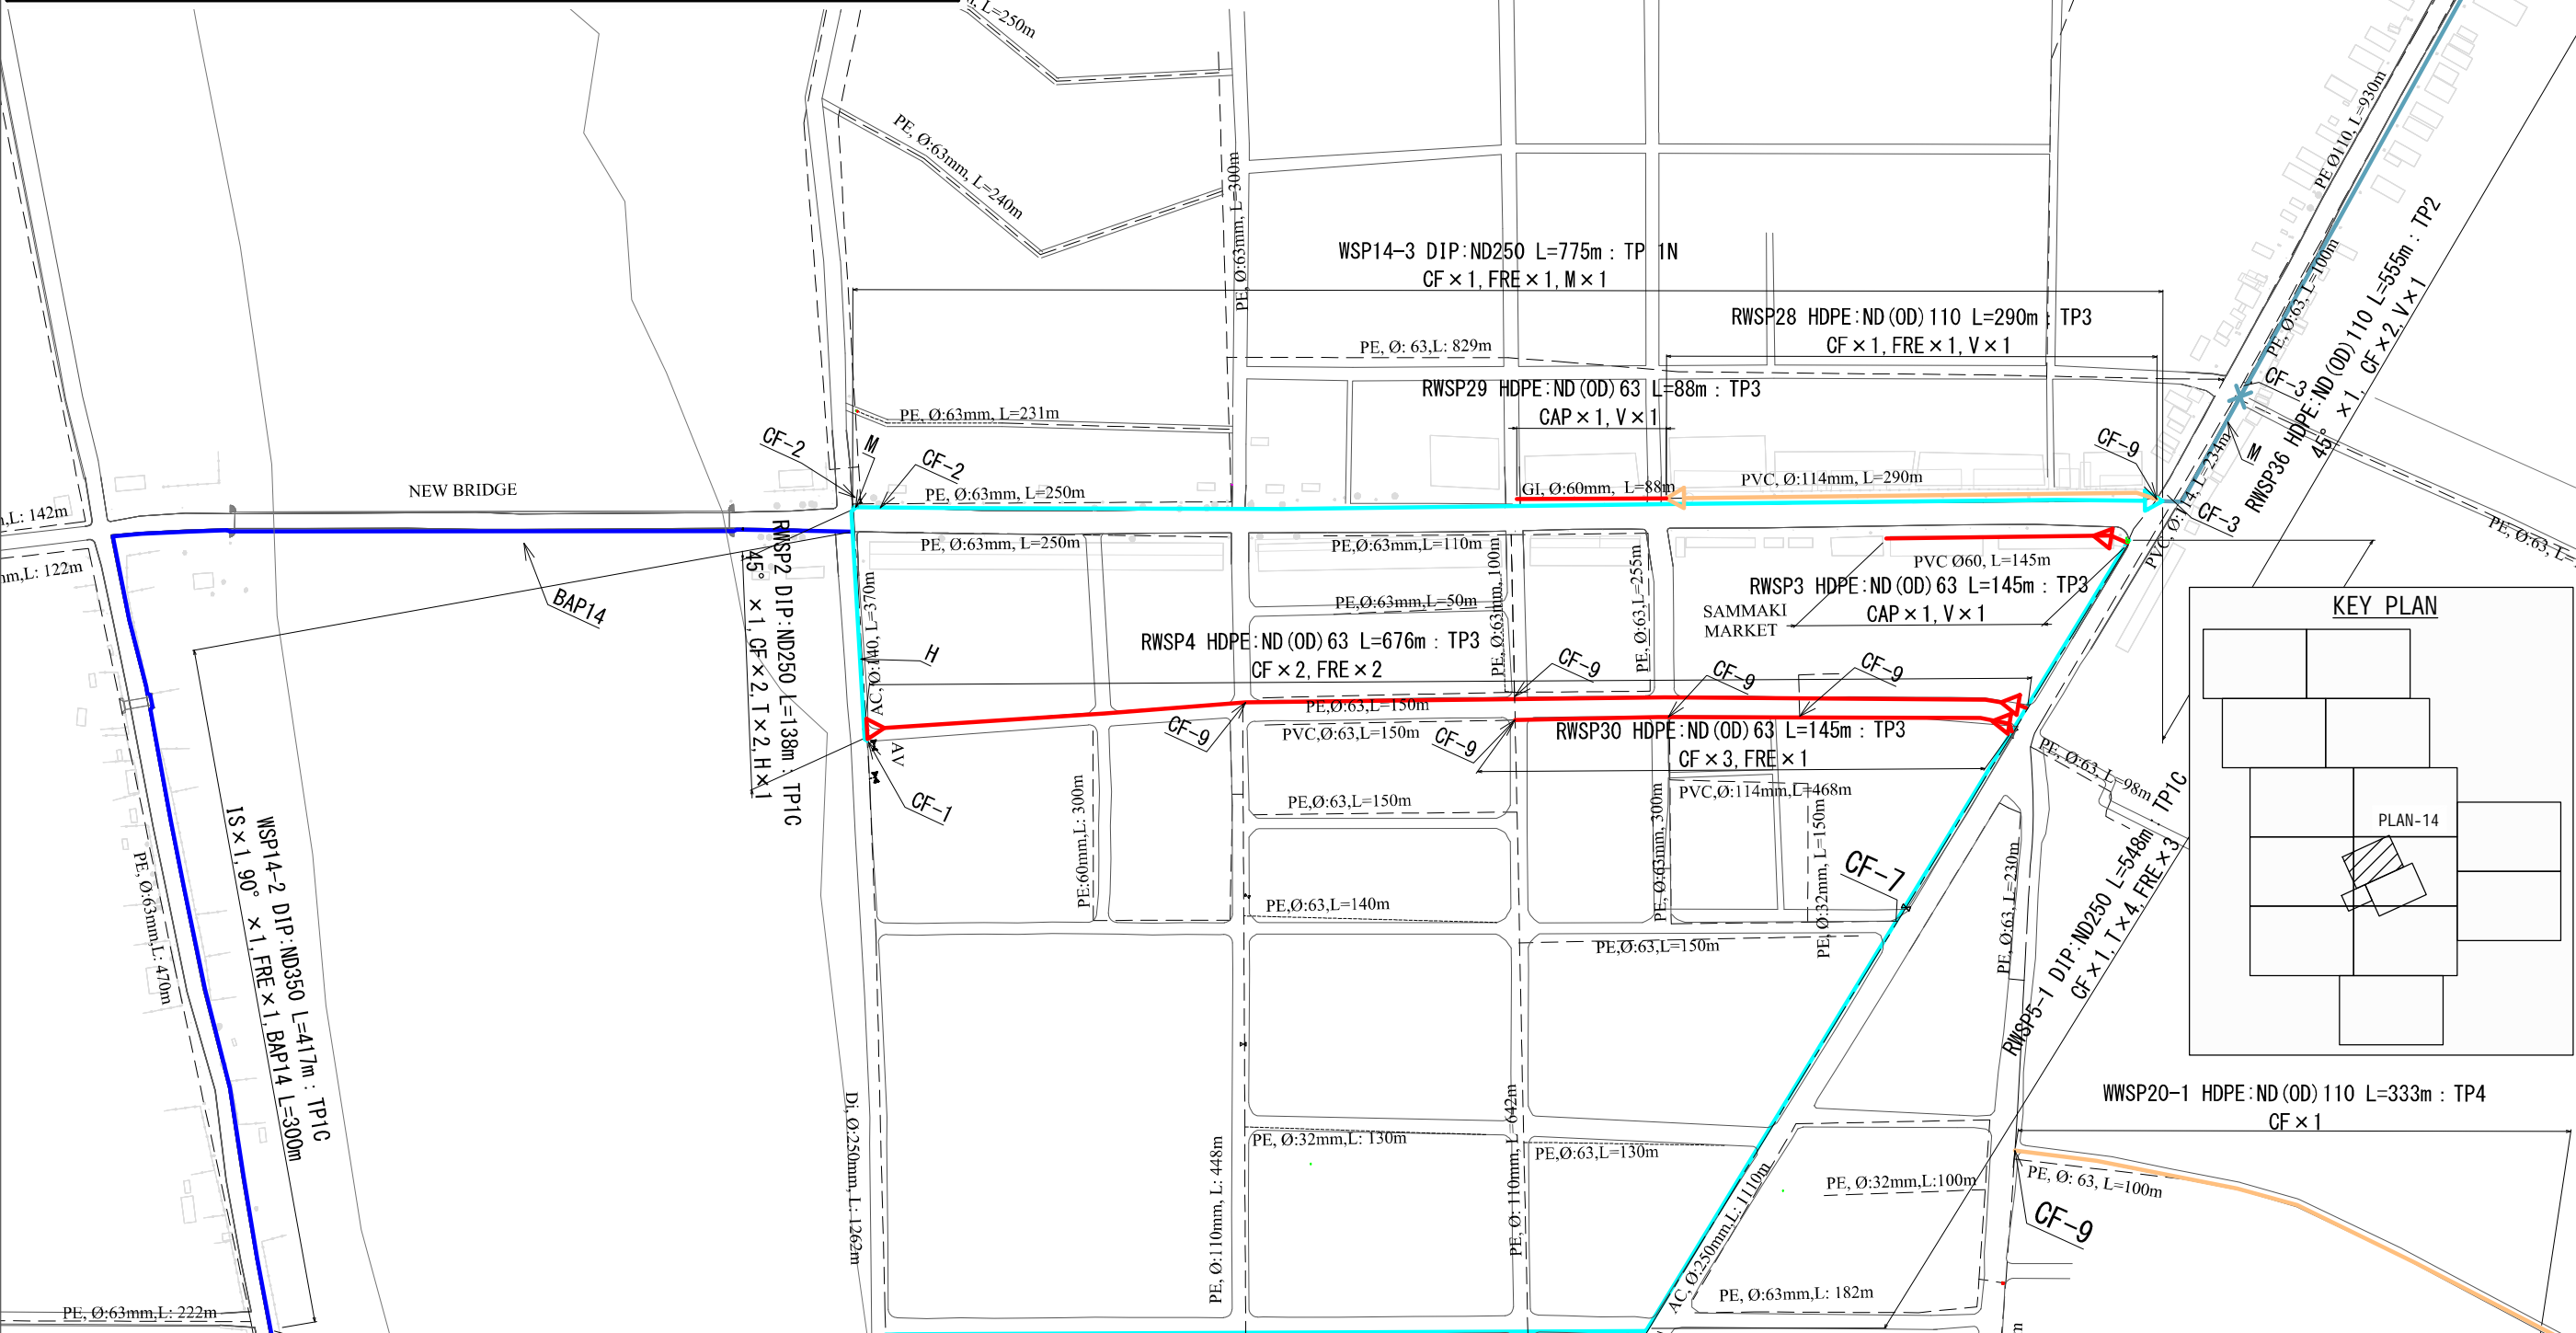 L=250m
PE, Ø:63mm, L=240m
PE, Ø:63mm, L=300m
PE Ø110, L=930m
WSP14-3 DIP:ND250 L=775m : TP 1N
CF×1, FRE×1, M×1
RWSP28 HDPE:ND(OD)110 L=290m : TP3
CF×1, FRE×1, V×1
PE, Ø: 63,L: 829m
RWSP29 HDPE:ND(OD)63 L=88m : TP3
CAP×1, V×1
PE, Ø:63, L=100m
RWSP36 HDPE:ND(OD)110 L=555m : TP2
45° ×1, CF×2, V×1
CF-3
M
CF-9
CF-3
PVC, Ø:114, L=234m
PE, Ø:63, L=
PE, Ø:63mm, L=231m
CF-2
M
CF-2
PE, Ø:63mm, L=250m
GI, Ø:60mm, L=88m
PVC, Ø:114mm, L=290m
NEW BRIDGE
,L: 142m
mm,L: 122m
BAP14
RWSP2 DIP:ND250 L=138m : TP1C
45° ×1, CF×2, T×2, H×1
PE, Ø:63mm, L=250m
PE,Ø:63mm,L=110m
PE, Ø:63mm, 100m
PE, Ø:63,L=255m
PE,Ø:63mm,L=50m
PVC Ø60, L=145m
RWSP3 HDPE:ND(OD)63 L=145m : TP3
CAP×1, V×1
SAMMAKI
MARKET
AC, Ø:140, L=370m
H
RWSP4 HDPE:ND(OD)63 L=676m : TP3
CF×2, FRE×2
CF-9
CF-9
CF-9
PE,Ø:63,L=150m
CF-9
PVC,Ø:63,L=150m
CF-9
RWSP30 HDPE:ND(OD)63 L=145m : TP3
CF×3, FRE×1
AV
CF-1
PE:60mm,L: 300m
PE,Ø:63,L=150m
PE,Ø:63mm, 300m
PVC,Ø:114mm,L=468m
PE,Ø:32mm, L=150m
PE, Ø:63, L=98m
CF-7
PE,Ø:63,L=140m
PE,Ø:63,L=150m
PE,Ø:63, L=230m
RWSP5-1 DIP:ND250 L=548m : TP1C
CF×1, T×4, FRE×3
KEY PLAN
PLAN-14
WSP14-2 DIP:ND350 L=417m : TP1C
IS×1, 90° ×1, FRE×1, BAP14 L=300m
PE, Ø:63mm,L: 470m
PE, Ø:63mm,L: 222m
Di, Ø:250mm, L: 1262m
PE, Ø:110mm, L: 448m
PE, Ø:32mm, L: 130m
PE, Ø: 110mm, L=642m
PE,Ø:63,L=130m
AC, Ø:250mm,L: 1110m
PE, Ø:32mm,L:100m
PE, Ø:63mm,L: 182m
WWSP20-1 HDPE:ND(OD)110 L=333m : TP4
CF×1
PE, Ø: 63, L=100m
CF-9
m